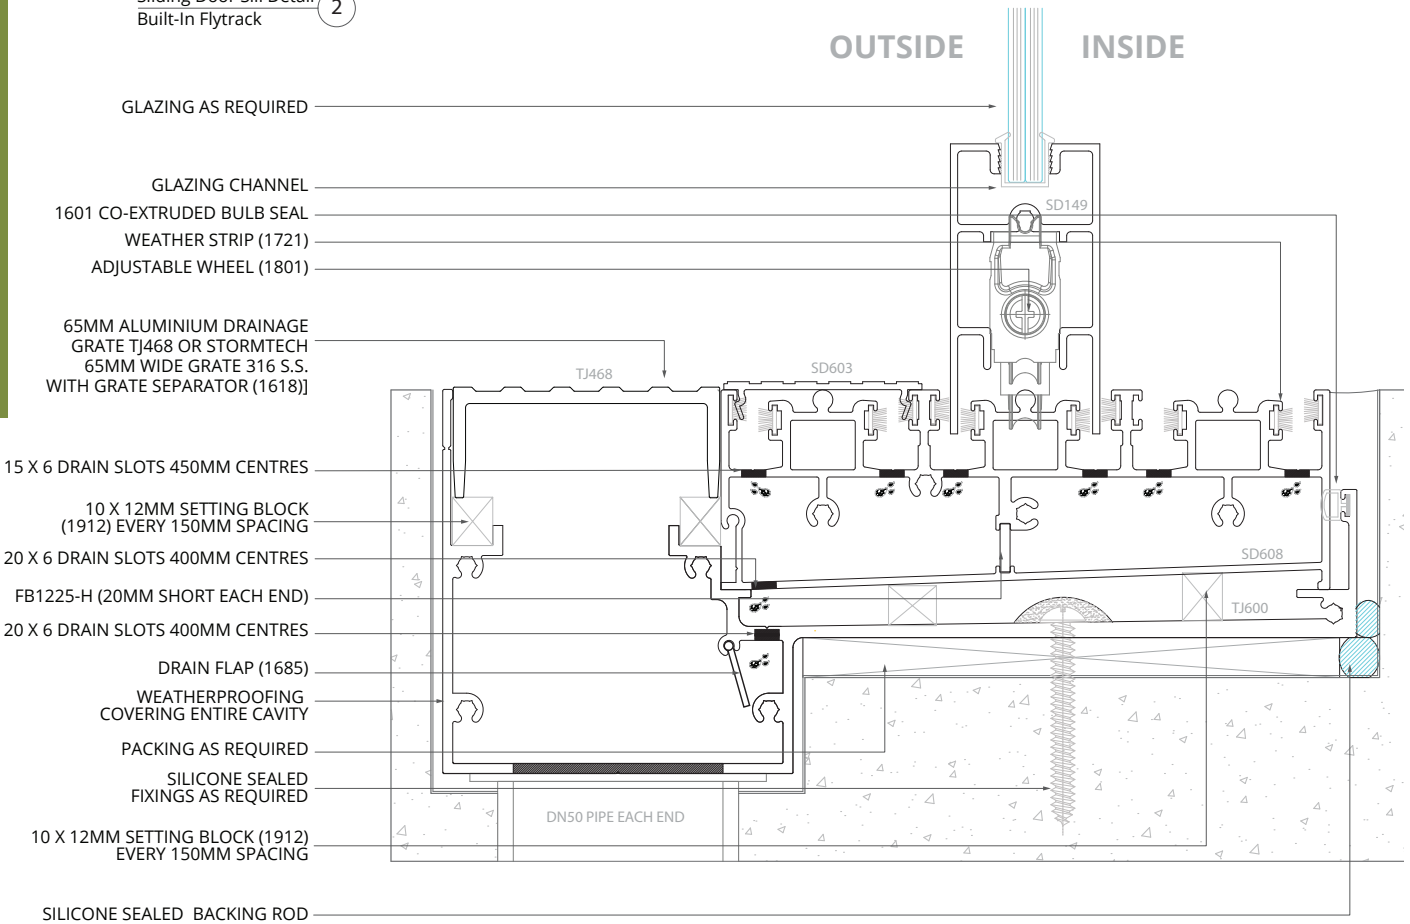 Sliding Door Sill Detail
Built-In Flytrack
2
OUTSIDE
INSIDE
GLAZING AS REQUIRED
GLAZING CHANNEL
1601 CO-EXTRUDED BULB SEAL
WEATHER STRIP (1721)
ADJUSTABLE WHEEL (1801)
65MM ALUMINIUM DRAINAGE
GRATE TJ468 OR STORMTECH
65MM WIDE GRATE 316 S.S.
WITH GRATE SEPARATOR (1618)]
15 X 6 DRAIN SLOTS 450MM CENTRES
10 X 12MM SETTING BLOCK
(1912) EVERY 150MM SPACING
20 X 6 DRAIN SLOTS 400MM CENTRES
FB1225-H (20MM SHORT EACH END)
20 X 6 DRAIN SLOTS 400MM CENTRES
DRAIN FLAP (1685)
WEATHERPROOFING
COVERING ENTIRE CAVITY
PACKING AS REQUIRED
SILICONE SEALED
FIXINGS AS REQUIRED
10 X 12MM SETTING BLOCK (1912)
EVERY 150MM SPACING
SILICONE SEALED BACKING ROD
SD149
TJ468
SD603
SD608
TJ600
DN50 PIPE EACH END